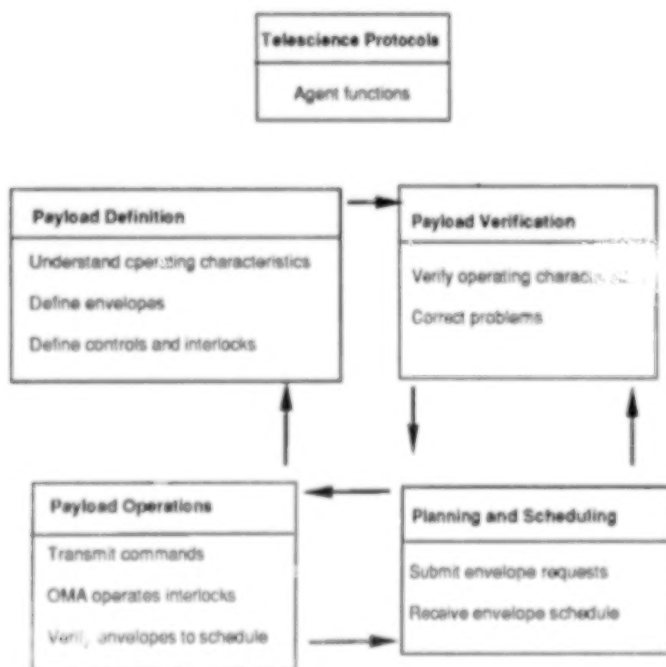 Telescience Protocols
Agent functions
Payload Definition
Understand operating characteristics
Define envelopes
Define controls and interlocks
Payload Verification
Verify operating
Correct problems
Payload Operations
Transmit commands
OMA operates interlocks
Verify envelopes to schedule
Planning and Scheduling
Submit envelope requests
Receive envelope schedule